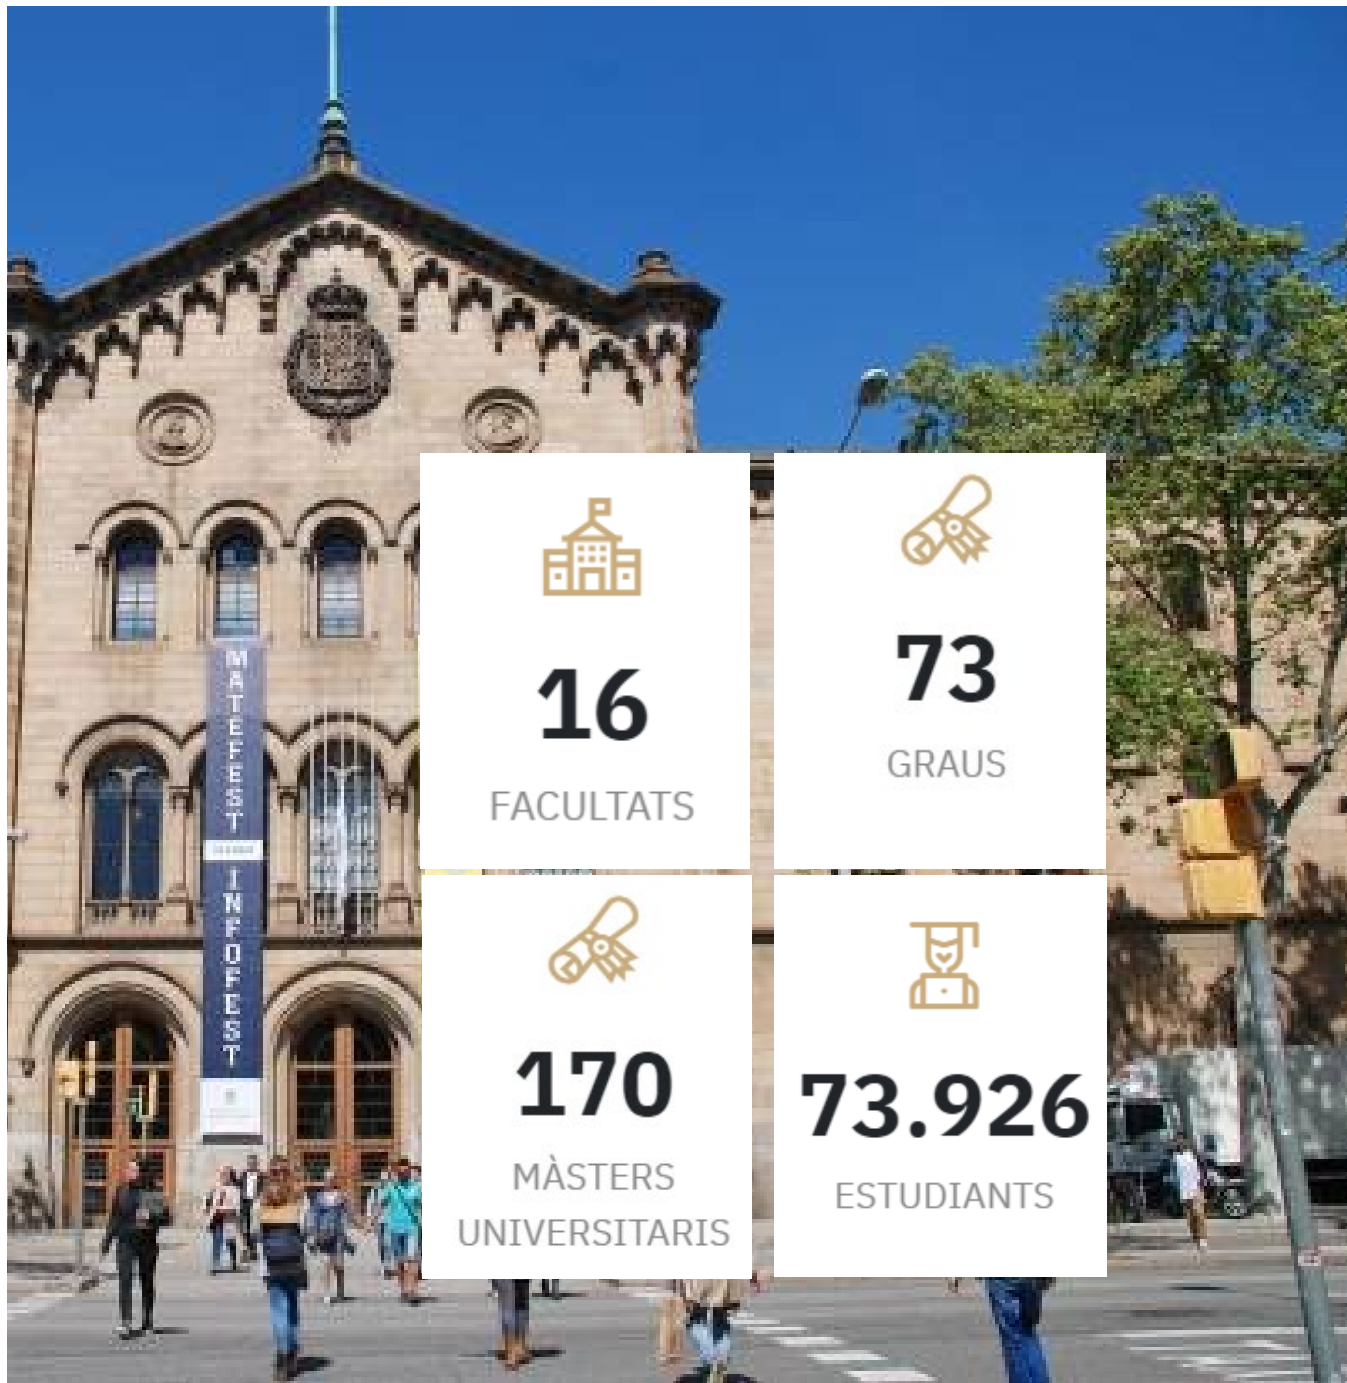 MATEFEST
INFOFEST
16
FACULTATS
73
GRAUS
170
MÀSTERS
UNIVERSITARIS
73.926
ESTUDIANTS